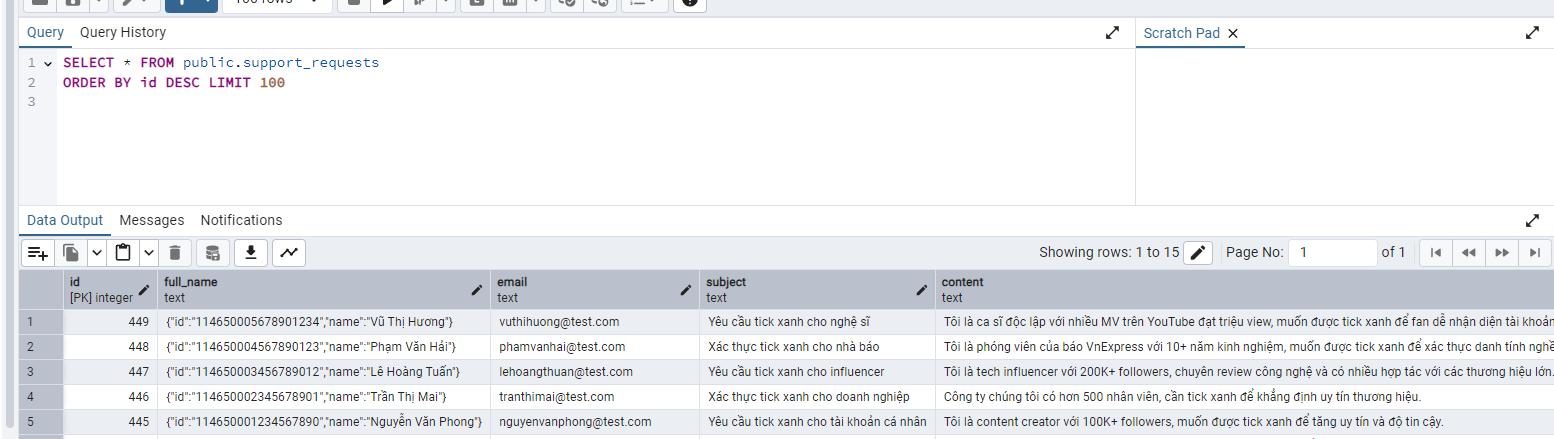 Query Query History
Scratch Pad
1 SELECT * FROM public.support_requests
2 ORDER BY id DESC LIMIT 100
3
Data Output Messages Notifications
Showing rows: 1 to 15 Page No: 1 of 1
id full_name email subject content
[PK] integer text text text text
1 449 {"id":"114650005678901234","name":"Vũ Thị Hương"} vuthihuong@test.com Yêu cầu tick xanh cho nghệ sĩ Tôi là ca sĩ độc lập với nhiều MV trên YouTube đạt triệu view, muốn được tick xanh để fan dễ nhận diện tài khoản
2 448 {"id":"114650004567890123","name":"Phạm Văn Hải"} phamvanhai@test.com Xác thực tick xanh cho nhà báo Tôi là phóng viên của báo VnExpress với 10+ năm kinh nghiệm, muốn được tick xanh để xác thực danh tính
3 447 {"id":"114650003456789012","name":"Lê Hoàng Tuấn"} lehoangthuan@test.com Yêu cầu tick xanh cho influencer Tôi là tech influencer với 200K+ followers, chuyên review công nghệ và có nhiều hợp tác với các thương hiệu lớn.
4 446 {"id":"114650002345678901","name":"Trần Thị Mai"} tranthimai@test.com Xác thực tick xanh cho doanh nghiệp Công ty chúng tôi có hơn 500 nhân viên, cần tick xanh để khẳng định uy tín thương hiệu.
5 445 {"id":"114650001234567890","name":"Nguyễn Văn Phong"} nguyenvanphong@test.com Yêu cầu tick xanh cho tài khoản cá nhân Tôi là content creator với 100K+ followers, muốn được tick xanh để tăng uy tín và độ tin cậy.